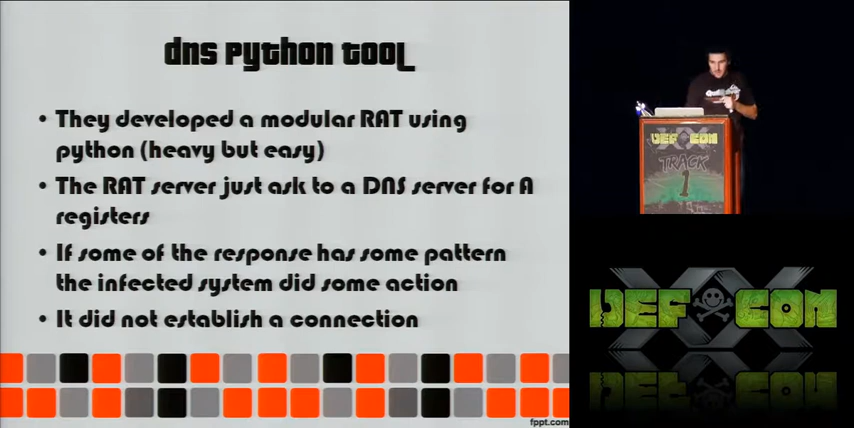 dns python tool
• They developed a modular RAT using
python (heavy but easy)
• The RAT server just ask to a DNS server for A
registers
• If some of the response has some pattern
the infected system did some action
• It did not establish a connection
fppt.com
DEF CON
TRACK
1
DEF CON